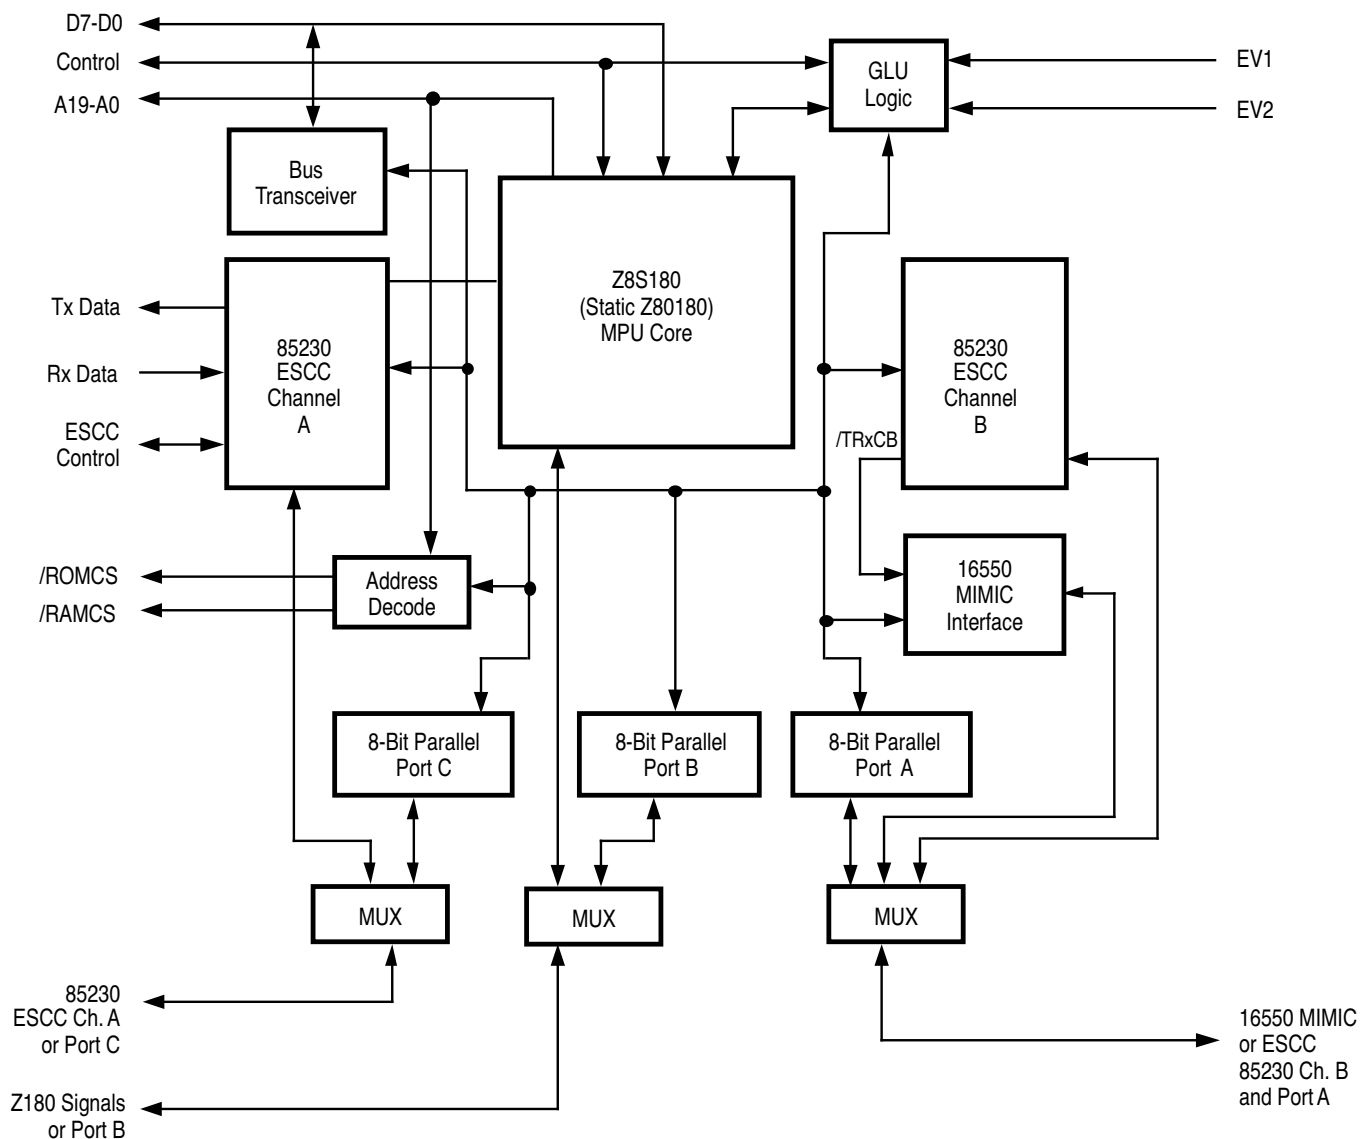 D7-D0
Control
A19-A0
GLU
Logic
EV1
EV2
Bus
Transceiver
Z8S180
(Static Z80180)
MPU Core
Tx Data
Rx Data
ESCC
Control
85230
ESCC
Channel
A
85230
ESCC
Channel
B
/TRxCB
/ROMCS
/RAMCS
Address
Decode
16550
MIMIC
Interface
8-Bit Parallel
Port C
8-Bit Parallel
Port B
8-Bit Parallel
Port A
MUX
MUX
MUX
85230
ESCC Ch. A
or Port C
Z180 Signals
or Port B
16550 MIMIC
or ESCC
85230 Ch. B
and Port A